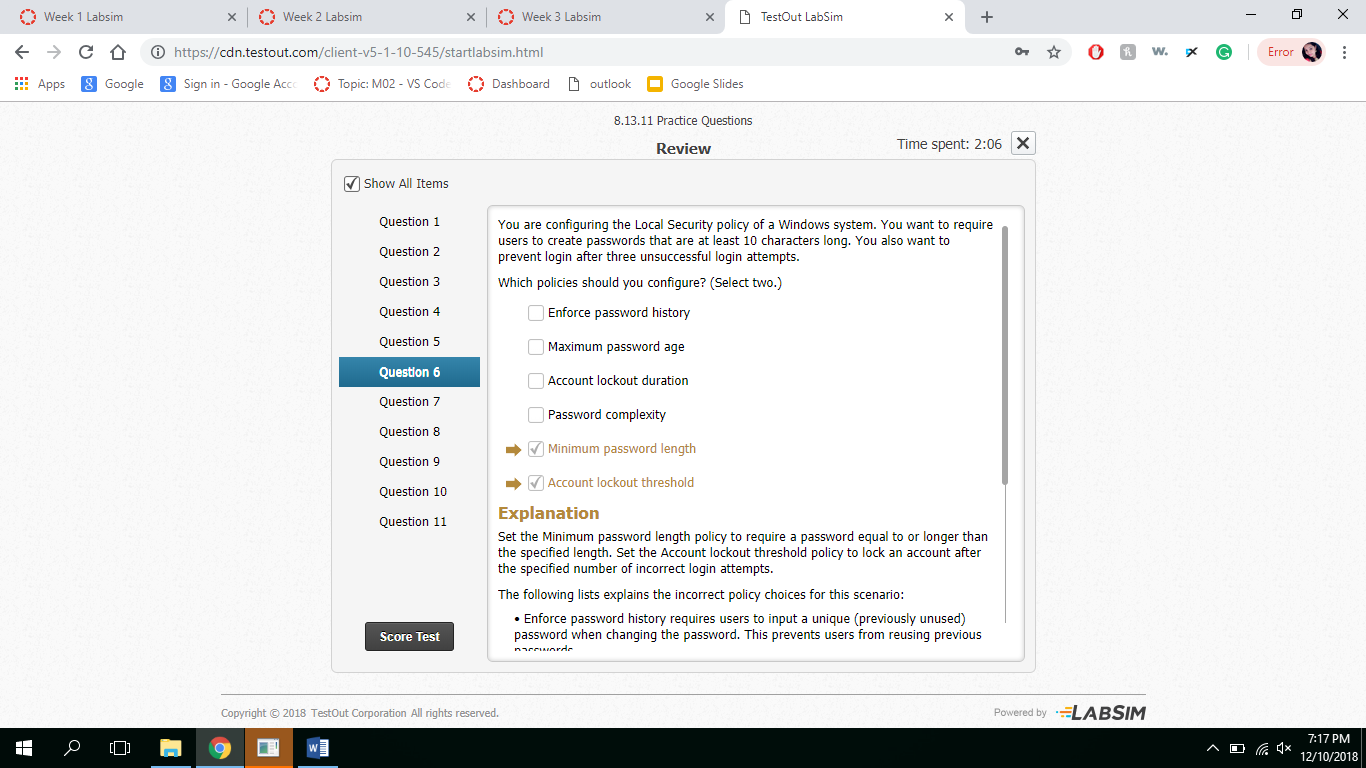 Week 1 Labsim
Week 2 Labsim
Week 3 Labsim
TestOut LabSim
https://cdn.testout.com/client-v5-1-10-545/startlabsim.html
Error
Apps
Google
Sign in - Google Acc
Topic: M02 - VS Code
Dashboard
outlook
Google Slides
8.13.11 Practice Questions
Review
Time spent: 2:06
Show All Items
Question 1
Question 2
Question 3
Question 4
Question 5
Question 6
Question 7
Question 8
Question 9
Question 10
Question 11
Score Test
You are configuring the Local Security policy of a Windows system. You want to require
users to create passwords that are at least 10 characters long. You also want to
prevent login after three unsuccessful login attempts.
Which policies should you configure? (Select two.)
Enforce password history
Maximum password age
Account lockout duration
Password complexity
Minimum password length
Account lockout threshold
Explanation
Set the Minimum password length policy to require a password equal to or longer than
the specified length. Set the Account lockout threshold policy to lock an account after
the specified number of incorrect login attempts.
The following lists explains the incorrect policy choices for this scenario:
• Enforce password history requires users to input a unique (previously unused)
password when changing the password. This prevents users from reusing previous
passwords
Copyright © 2018 TestOut Corporation All rights reserved.
Powered by LABSIM
7:17 PM
12/10/2018